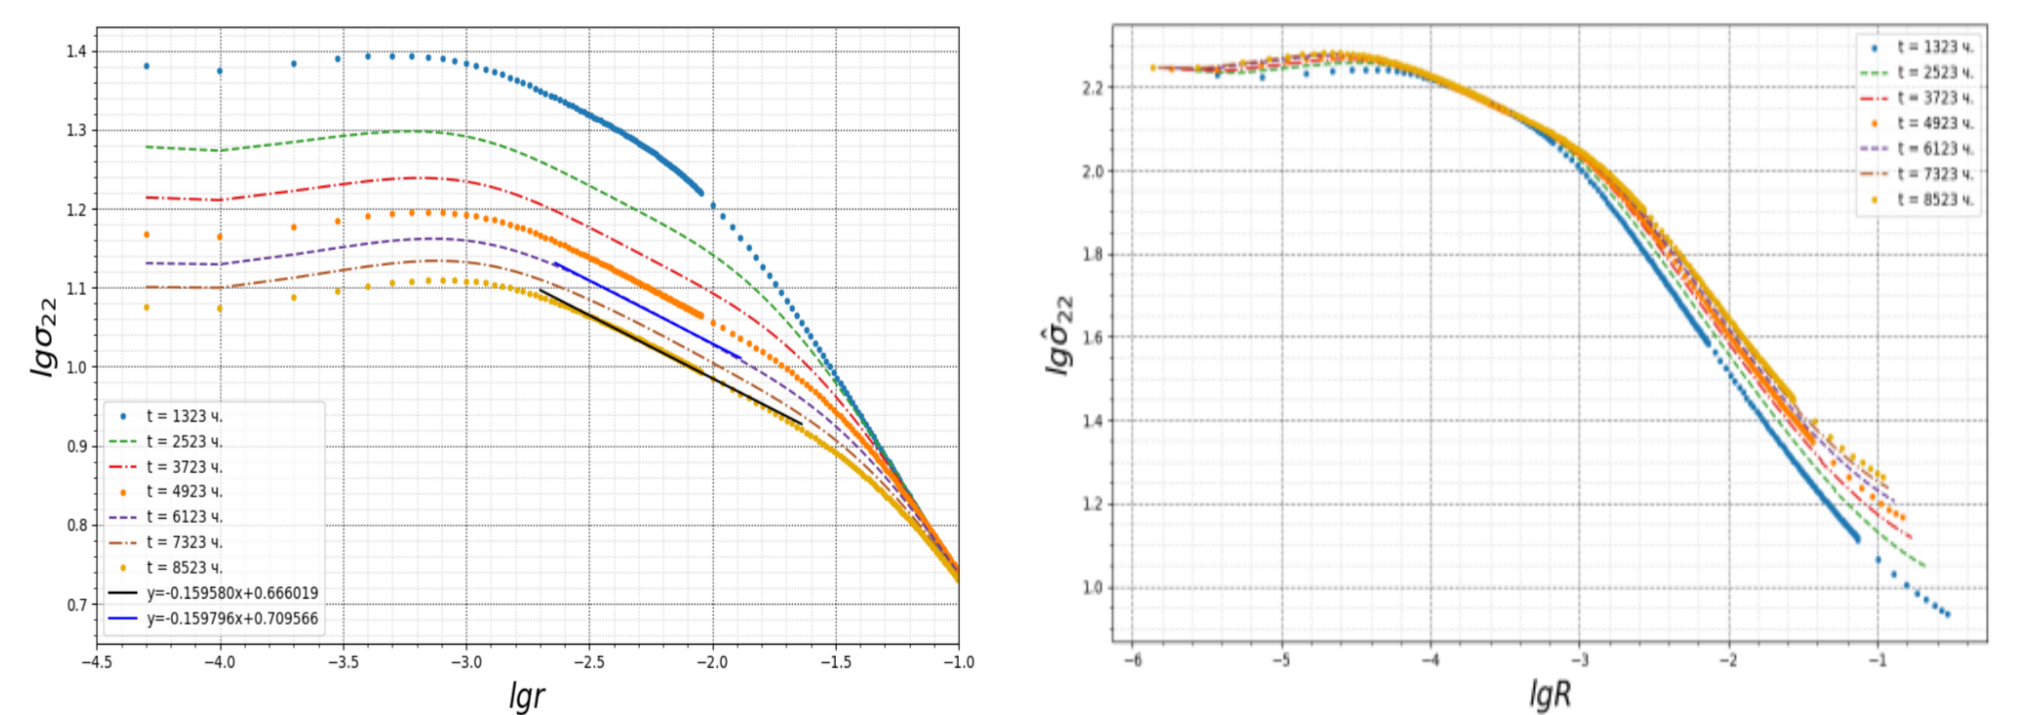 1.4
1.3
1.2
1.1
1.0
0.9
0.8
0.7
lgσ₂₂
t = 1323 ч.
t = 2523 ч.
t = 3723 ч.
t = 4923 ч.
t = 6123 ч.
t = 7323 ч.
t = 8523 ч.
y=-0.159580x+0.666019
y=-0.159796x+0.709566
−4.5 −4.0 −3.5 −3.0 −2.5 −2.0 −1.5 −1.0
lgr
2.2
2.0
1.8
1.6
1.4
1.2
1.0
lgσ̂₂₂
t = 1323 ч.
t = 2523 ч.
t = 3723 ч.
t = 4923 ч.
t = 6123 ч.
t = 7323 ч.
t = 8523 ч.
−6 −5 −4 −3 −2 −1
lgR